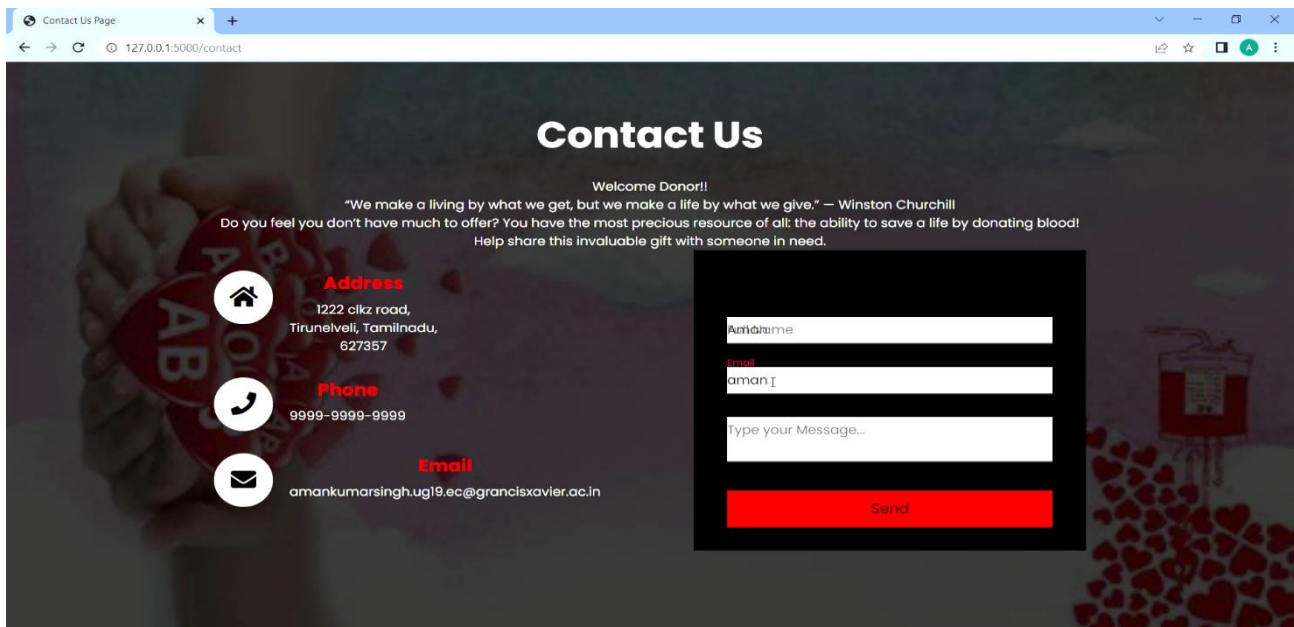 Contact Us Page
127.0.0.1:5000/contact
A
Contact Us
Welcome Donor!!
“We make a living by what we get, but we make a life by what we give.” — Winston Churchill
Do you feel you don’t have much to offer? You have the most precious resource of all: the ability to save a life by donating blood!
Help share this invaluable gift with someone in need.
Address
1222 clkz road,
Tirunelveli, Tamilnadu,
627357
Phone
9999-9999-9999
Email
amankumarsingh.ug19.ec@grancisxavier.ac.in
Aman
Email
aman
Type your Message...
Send
AB